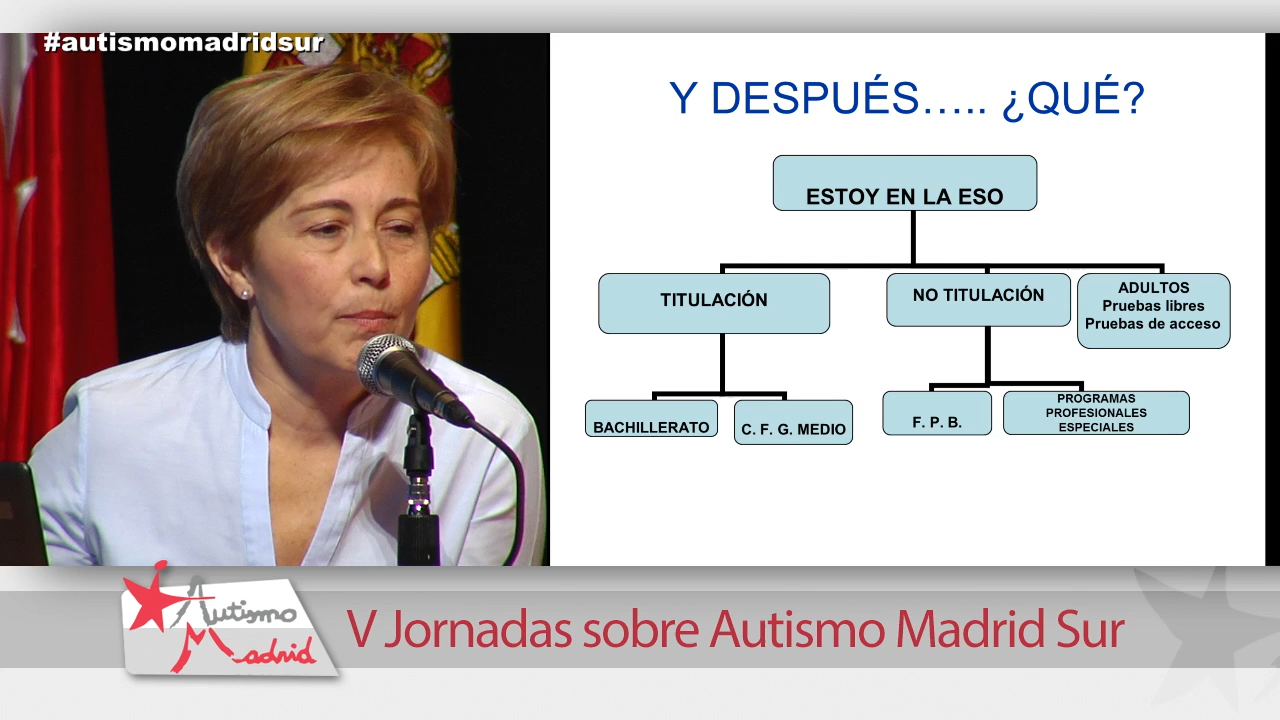 #autismomadridsur
Y DESPUÉS..... ¿QUÉ?
ESTOY EN LA ESO
TITULACIÓN
NO TITULACIÓN
ADULTOS
Pruebas libres
Pruebas de acceso
BACHILLERATO
C. F. G. MEDIO
F. P. B.
PROGRAMAS
PROFESIONALES
ESPECIALES
Autismo
Madrid
V Jornadas sobre Autismo Madrid Sur